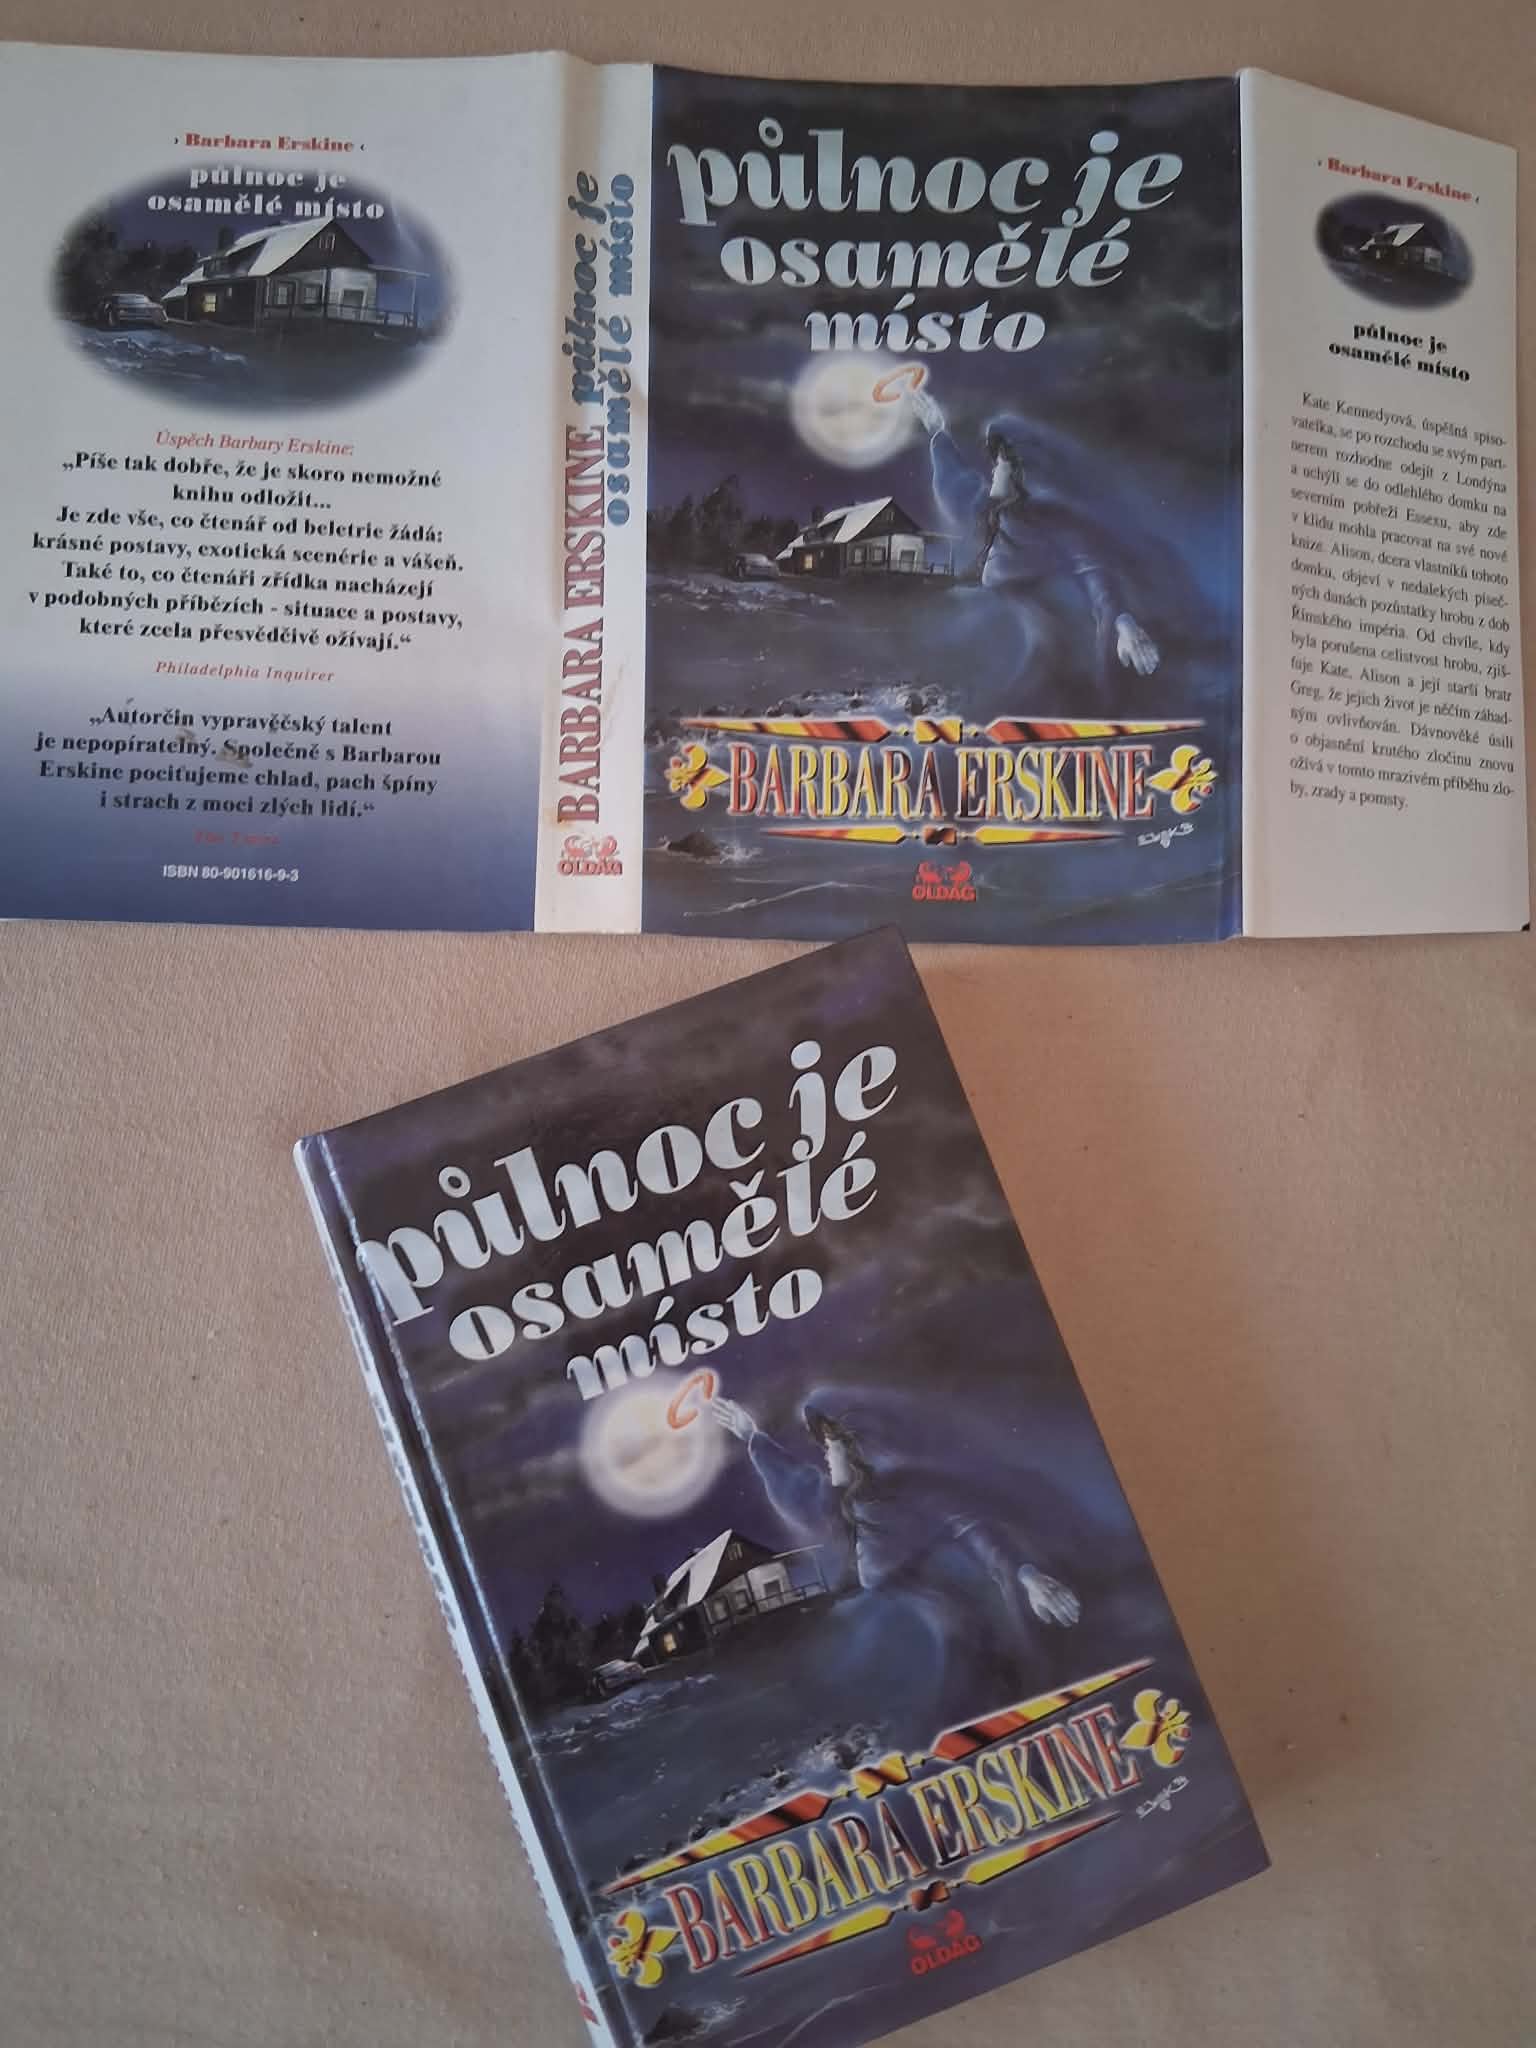 › Barbara Erskine ‹
půlnoc je
osamělé místo
Úspěch Barbary Erskine:
„Píše tak dobře, že je skoro nemožné
knihu odložit...
Je zde vše, co čtenář od beletrie žádá:
krásné postavy, exotická scenérie a vášeň.
Také to, co čtenáři zřídka nacházejí
v podobných příbězích - situace a postavy,
které zcela přesvědčivě ožívají.“
Philadelphia Inquirer
„Autorčin vypravěčský talent
je nepopíratelný. Společně s Barbarou
Erskine pociťujeme chlad, pach špíny
i strach z moci zlých lidí.“
ISBN 80-901616-9-3
BARBARA ERSKINE
půlnoc je
osamělé místo
OLDAG
půlnoc je
osamělé
místo
BARBARA ERSKINE
OLDAG
› Barbara Erskine ‹
půlnoc je
osamělé místo
Kate Kennedyová, úspěšná spiso-
vatelka, se po rozchodu se svým part-
nerem rozhodne odejít z Londýna
a uchýlí se do odlehlého domku na
severním pobřeží Essexu, aby zde
v klidu mohla pracovat na své nové
knize. Alison, dcera vlastníků tohoto
domku, objeví v nedalekých píseč-
ných dunách pozůstatky hrobu z dob
Římského impéria. Od chvíle, kdy
byla porušena celistvost hrobu, zjiš-
ťuje Kate, Alison a její starší bratr
Greg, že jejich život je něčím záhad-
ným ovlivňován. Dávnověké úsilí
o objasnění krutého zločinu znovu
ožívá v tomto mrazivém příběhu zlo-
by, zrady a pomsty.
půlnoc je
osamělé
místo
BARBARA ERSKINE
OLDAG